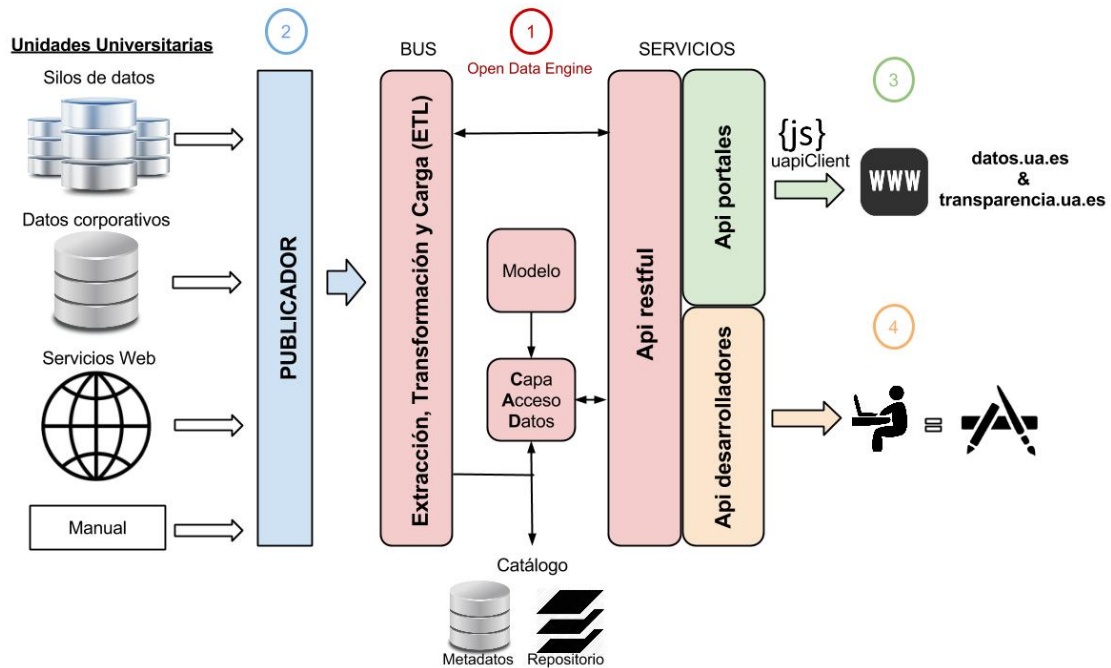 Unidades Universitarias
Silos de datos
Datos corporativos
Servicios Web
Manual
2
PUBLICADOR
BUS
Extracción, Transformación y Carga (ETL)
1
Open Data Engine
Modelo
Capa
Acceso
Datos
Catálogo
Metadatos
Repositorio
SERVICIOS
Api restful
Api portales
Api desarrolladores
{js}
uapiClient
3
WWW
datos.ua.es
&
transparencia.ua.es
4
=